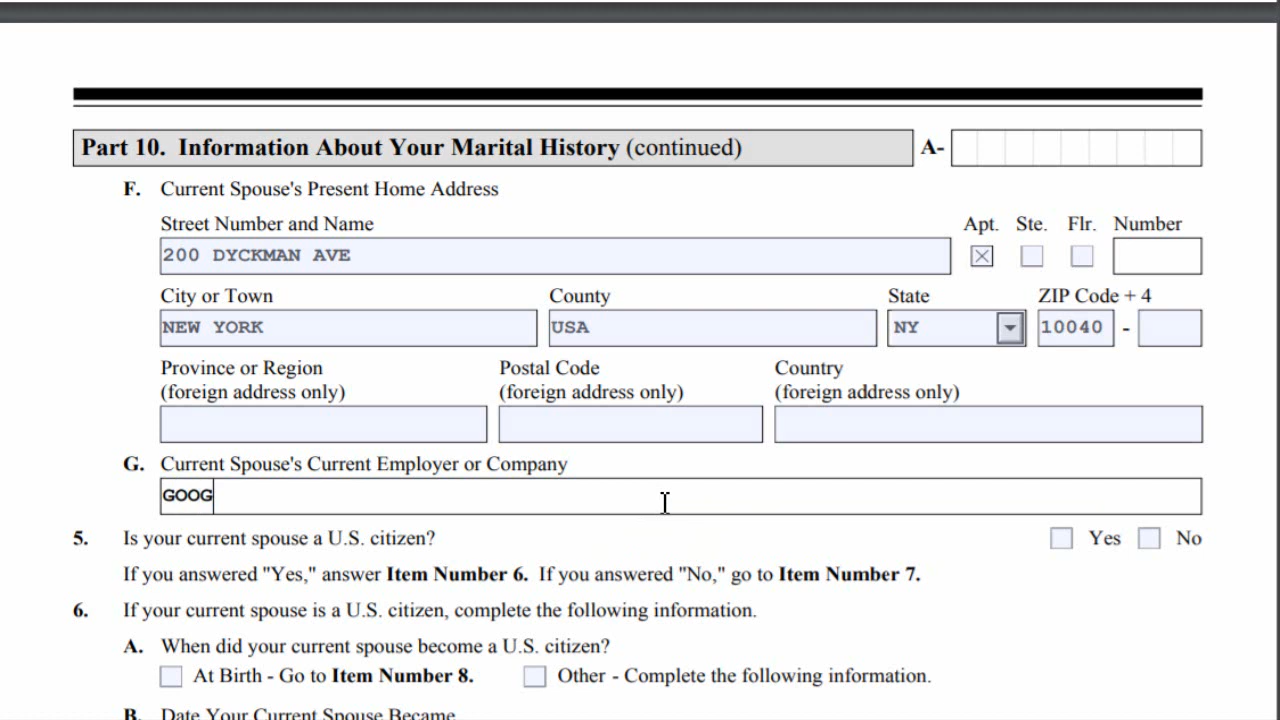 Part 10. Information About Your Marital History (continued) A-
F. Current Spouse's Present Home Address
Street Number and Name Apt. Ste. Flr. Number
200 DYCKMAN AVE
City or Town County State ZIP Code + 4
NEW YORK USA NY 10040 -
Province or Region Postal Code Country
(foreign address only) (foreign address only) (foreign address only)
G. Current Spouse's Current Employer or Company
GOOG
5. Is your current spouse a U.S. citizen? Yes No
If you answered "Yes," answer Item Number 6. If you answered "No," go to Item Number 7.
6. If your current spouse is a U.S. citizen, complete the following information.
A. When did your current spouse become a U.S. citizen?
At Birth - Go to Item Number 8. Other - Complete the following information.
B. Date Your Current Spouse Became